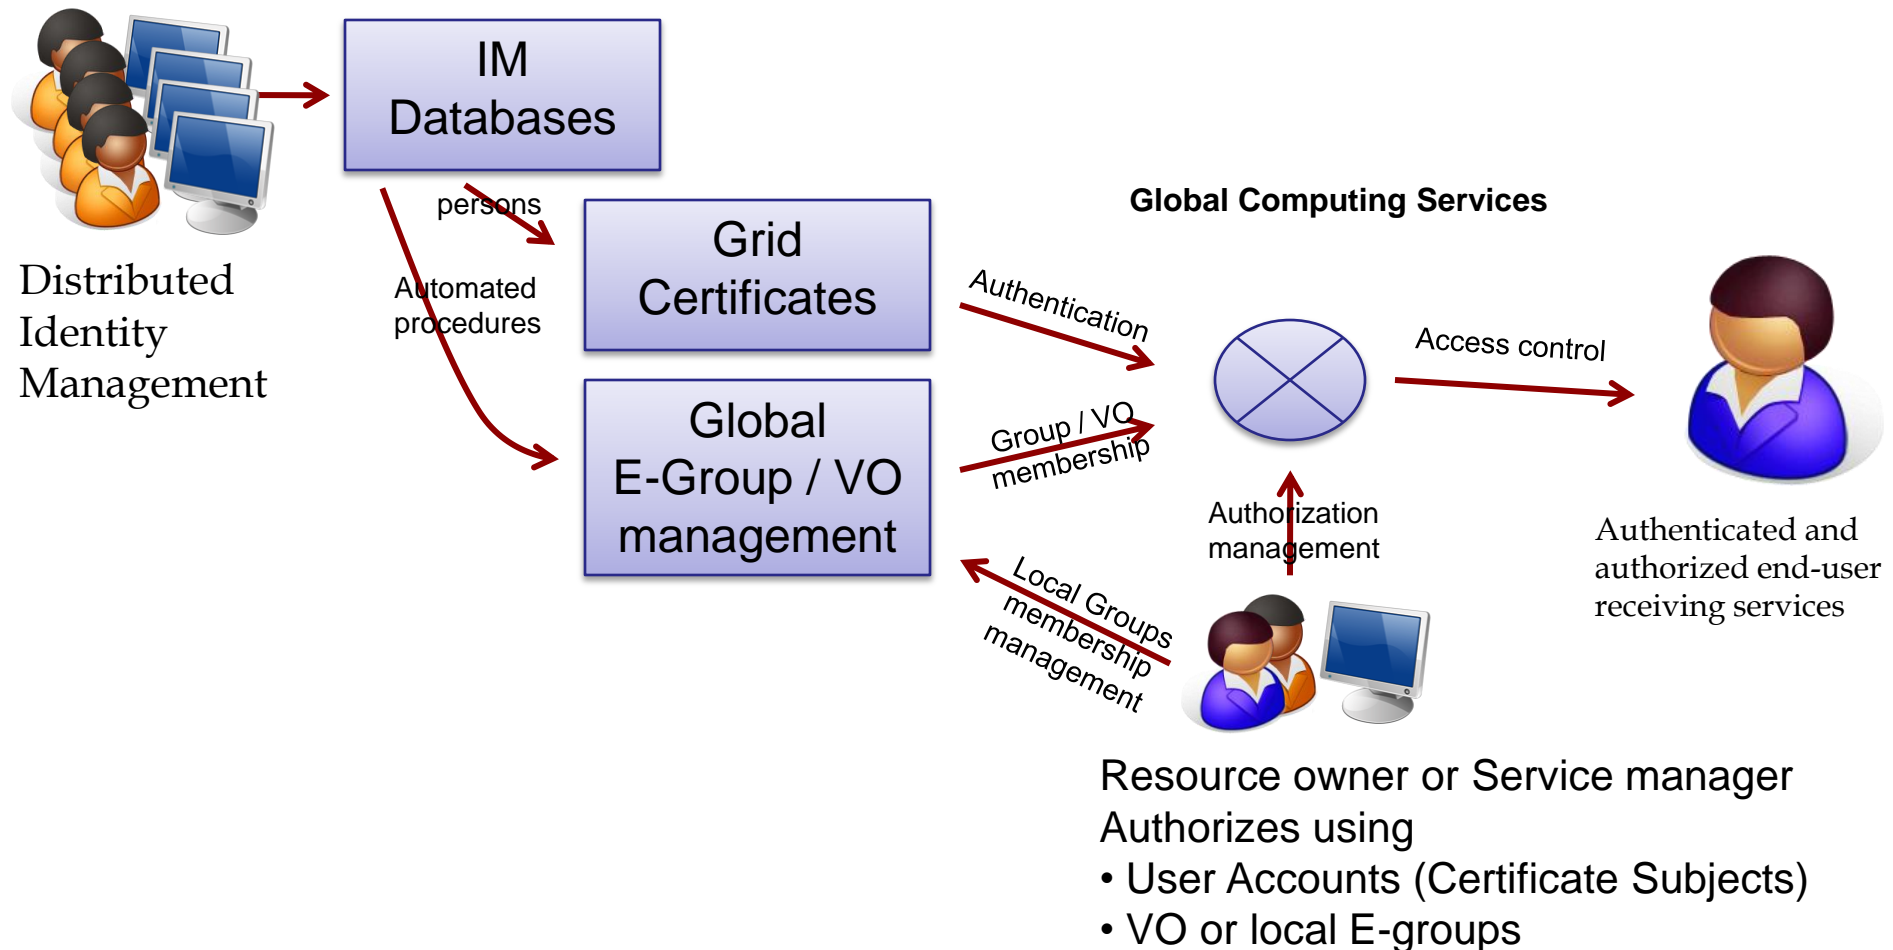 IM
Databases
persons
Distributed
Identity
Management
Automated
procedures
Grid
Certificates
Global
E-Group / VO
management
Global Computing Services
Authentication
Group / VO
membership
Access control
Authorization
management
Local Groups
membership
management
Authenticated and
authorized end-user
receiving services
Resource owner or Service manager
Authorizes using
• User Accounts (Certificate Subjects)
• VO or local E-groups